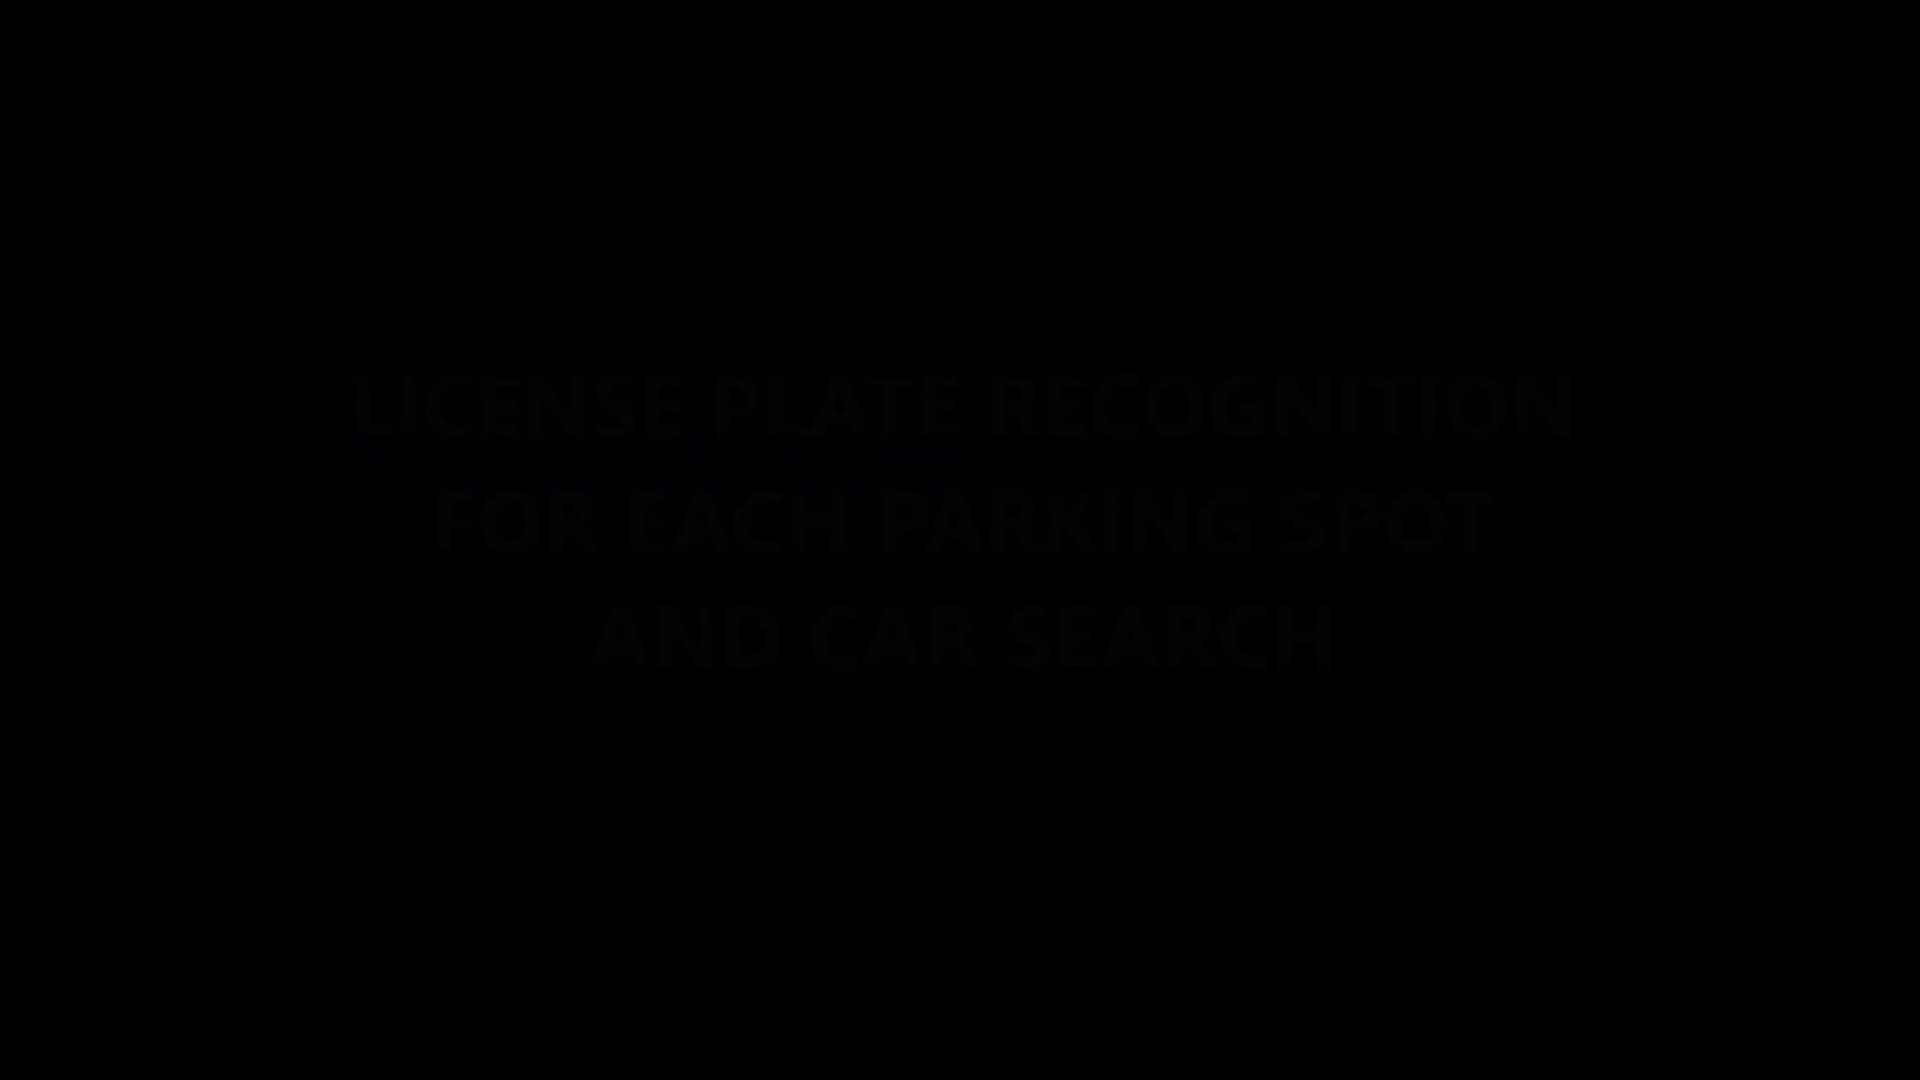 LICENSE PLATE RECOGNITION
FOR EACH PARKING SPOT
AND CAR SEARCH